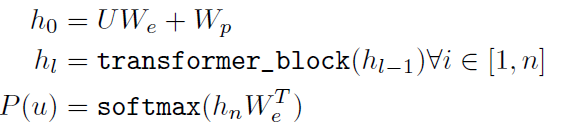 h_0 = UW_e + W_p
h_l = transformer_block(h_{l-1})∀i ∈ [1, n]
P(u) = softmax(h_n W_e^T)